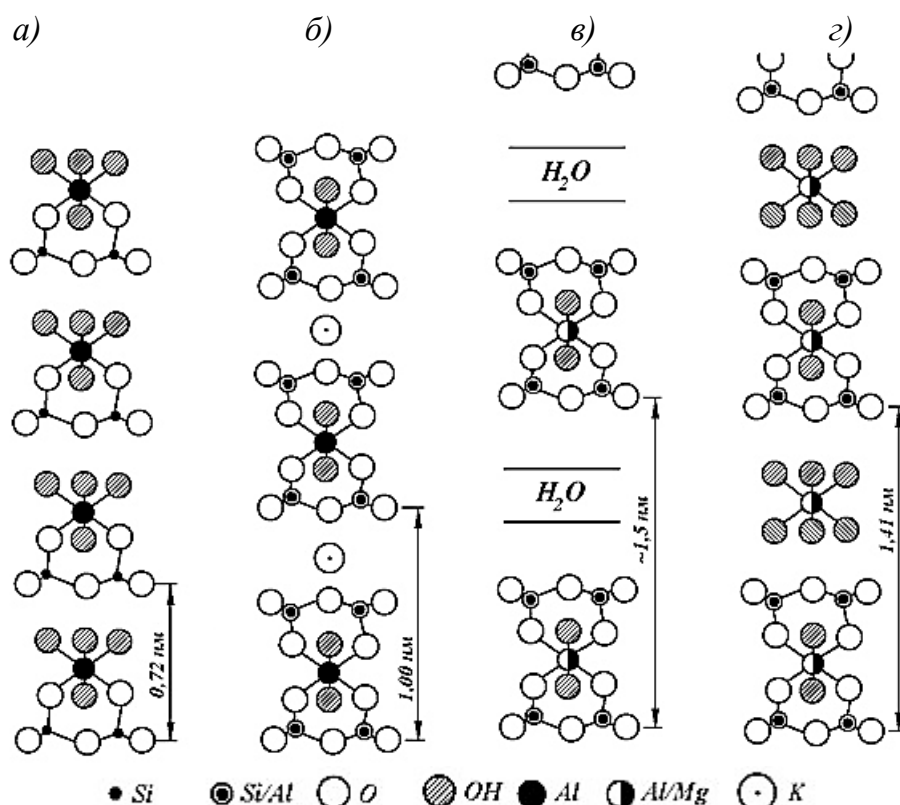 а) б) в) г)
H₂O
H₂O
0,72 нм
1,00 нм
~1,5 нм
1,41 нм
Si Si/Al O OH Al Al/Mg K